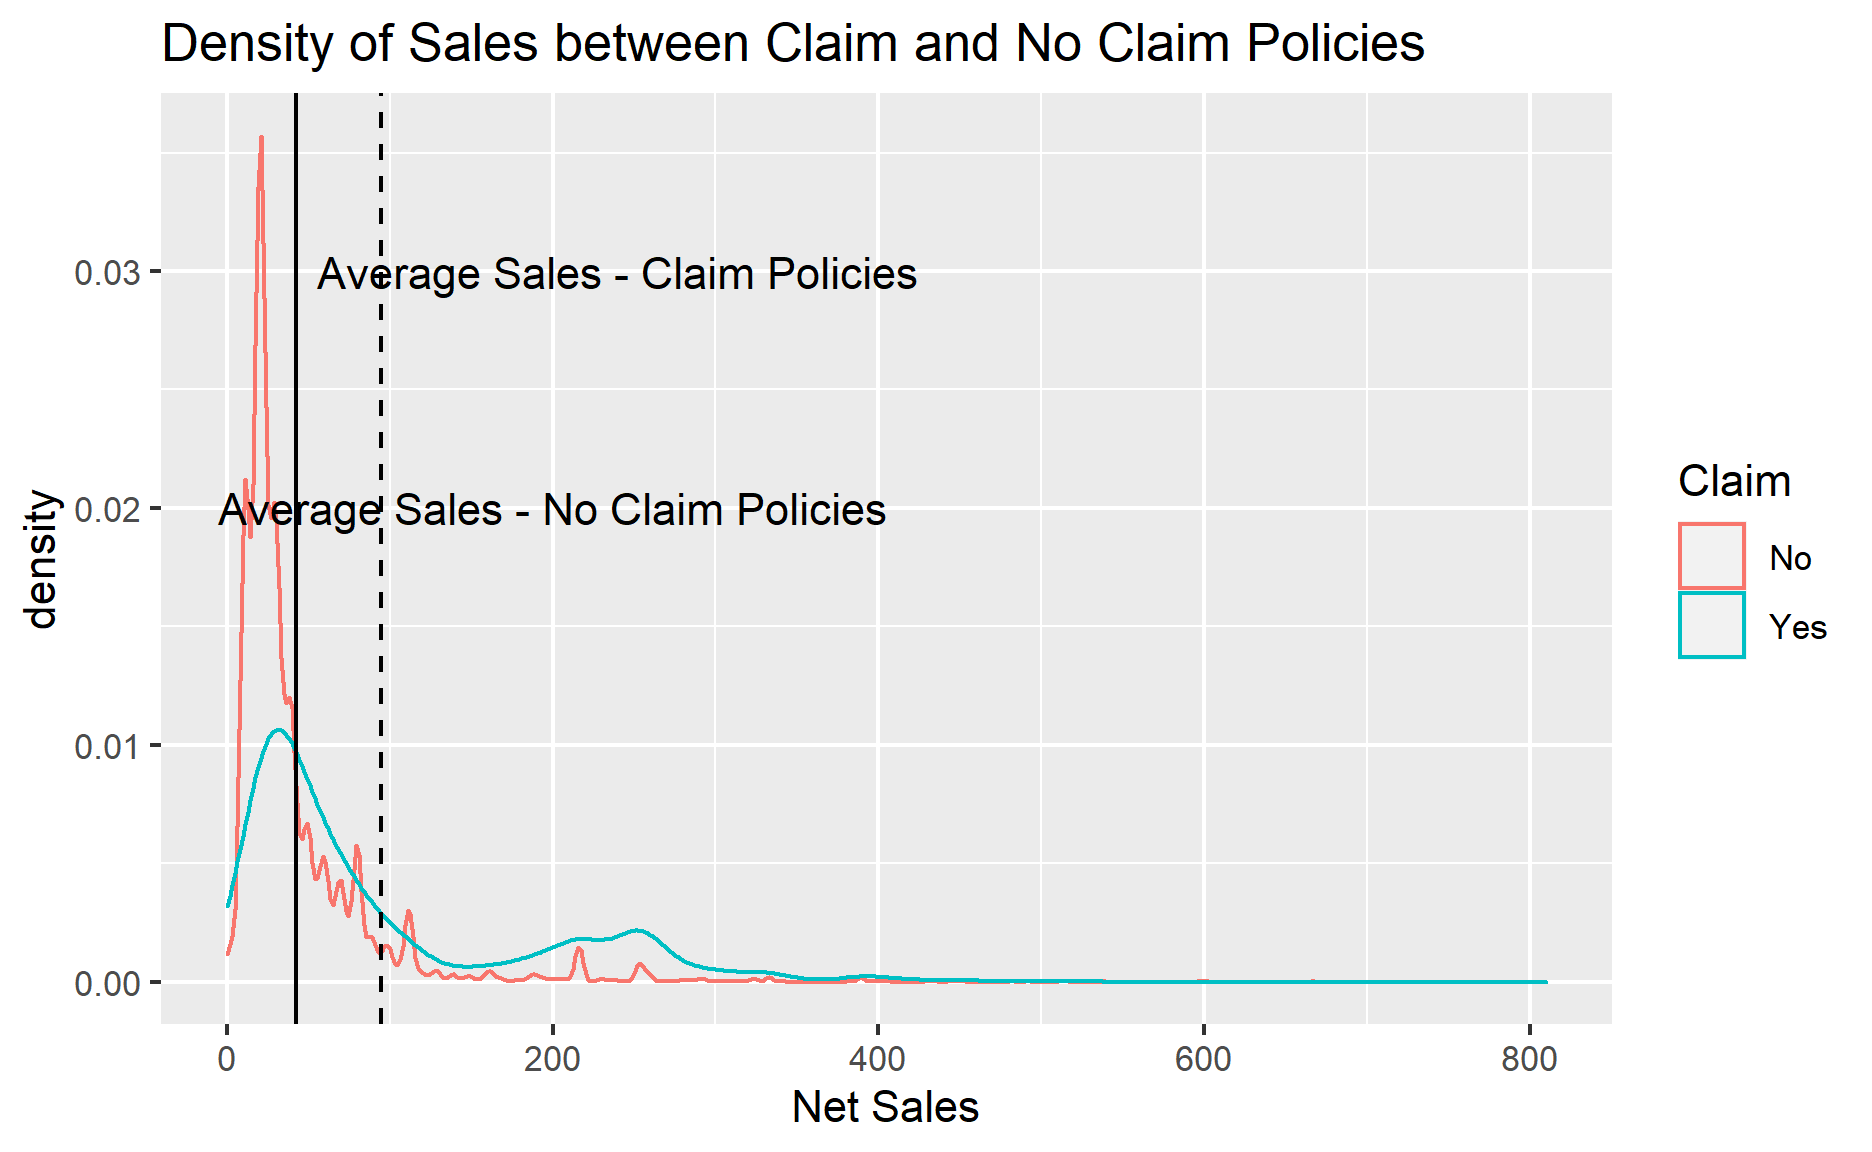 Density of Sales between Claim and No Claim Policies
density
0.03
0.02
0.01
0.00
Average Sales - Claim Policies
Average Sales - No Claim Policies
0
200
400
600
800
Net Sales
Claim
No
Yes